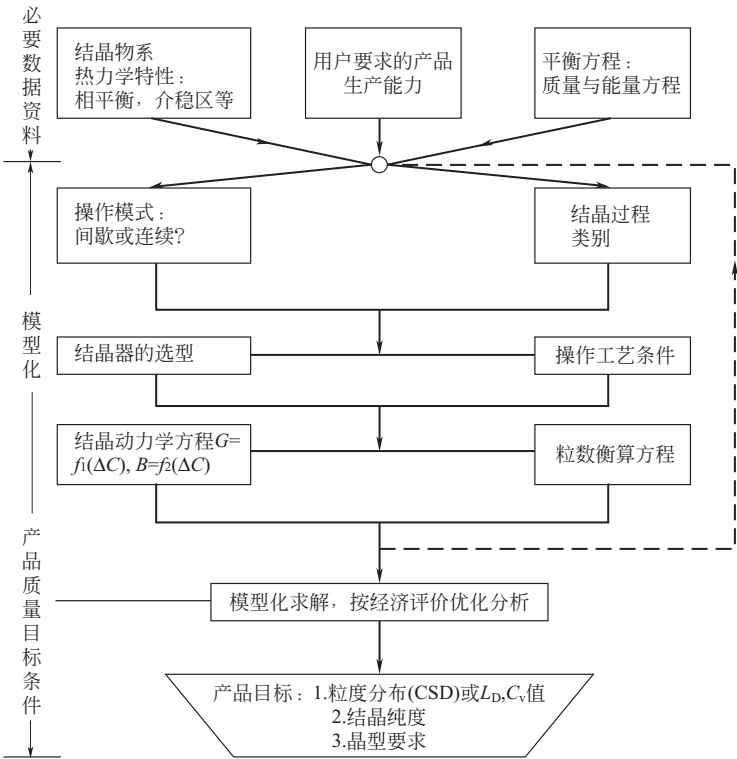 必要数据资料
结晶物系
热力学特性：
相平衡，介稳区等
用户要求的产品
生产能力
平衡方程：
质量与能量方程
操作模式：
间歇或连续？
结晶过程
类别
模型化
结晶器的选型
操作工艺条件
结晶动力学方程G=
f1(ΔC), B=f2(ΔC)
粒数衡算方程
产品质量目标条件
模型化求解，按经济评价优化分析
产品目标：1.粒度分布(CSD)或LD,Cv值
2.结晶纯度
3.晶型要求